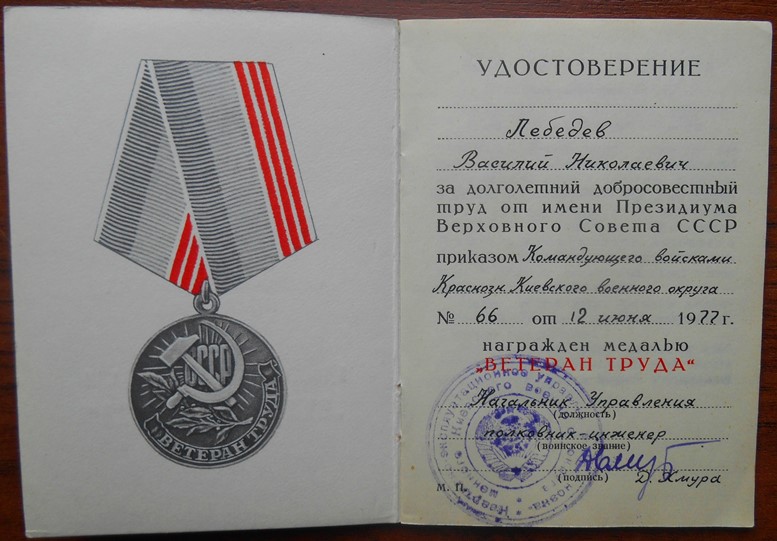 СССР
ВЕТЕРАН ТРУДА
УДОСТОВЕРЕНИЕ
Лебедев
Василий Николаевич
за долголетний добросовестный
труд от имени Президиума
Верховного Совета СССР
приказом Командующего войсками
Краснозн. Киевского военного округа
№ 66 от 12 июня 1977 г.
награжден медалью
„ВЕТЕРАН ТРУДА“
Начальник Управления
(должность)
полковник-инженер
(воинское звание)
(подпись) Д. Хмура
М. П.